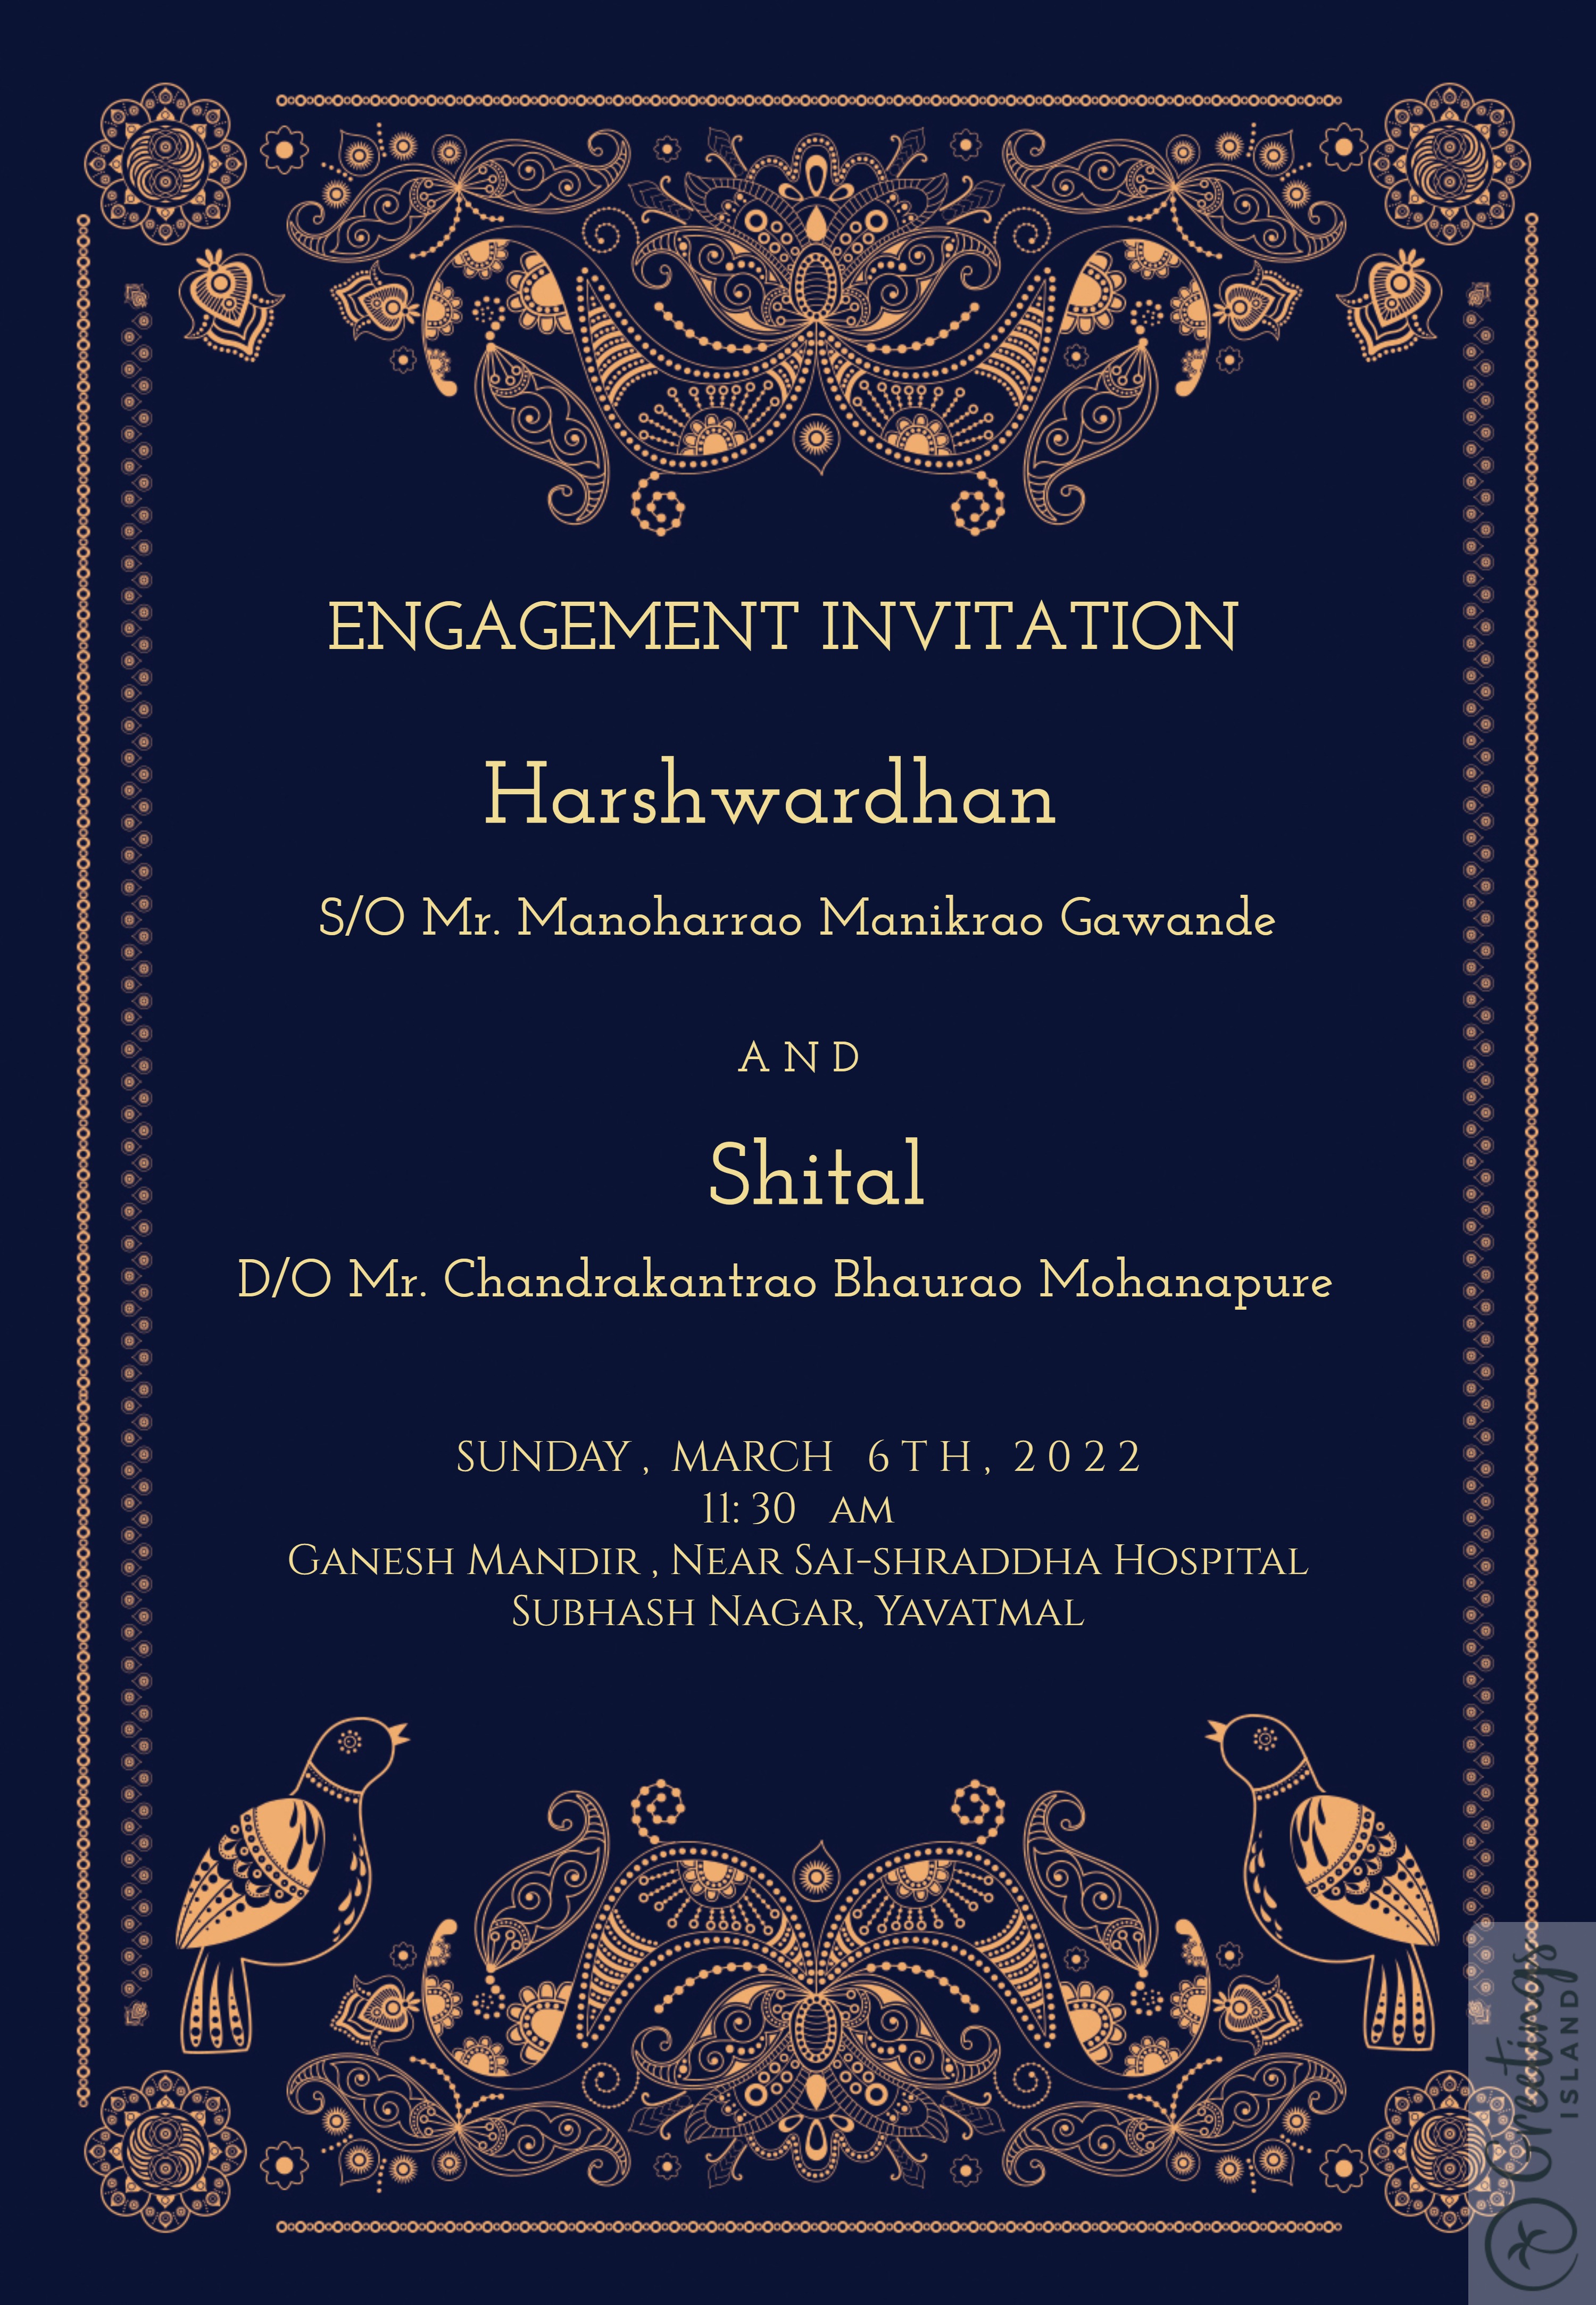 ENGAGEMENT INVITATION
Harshwardhan
S/O Mr. Manoharrao Manikrao Gawande
AND
Shital
D/O Mr. Chandrakantrao Bhaurao Mohanapure
SUNDAY, MARCH 6TH, 2022
11:30 AM
Ganesh Mandir, Near Sai-shraddha Hospital
Subhash Nagar, Yavatmal
Greetings
ISLAND